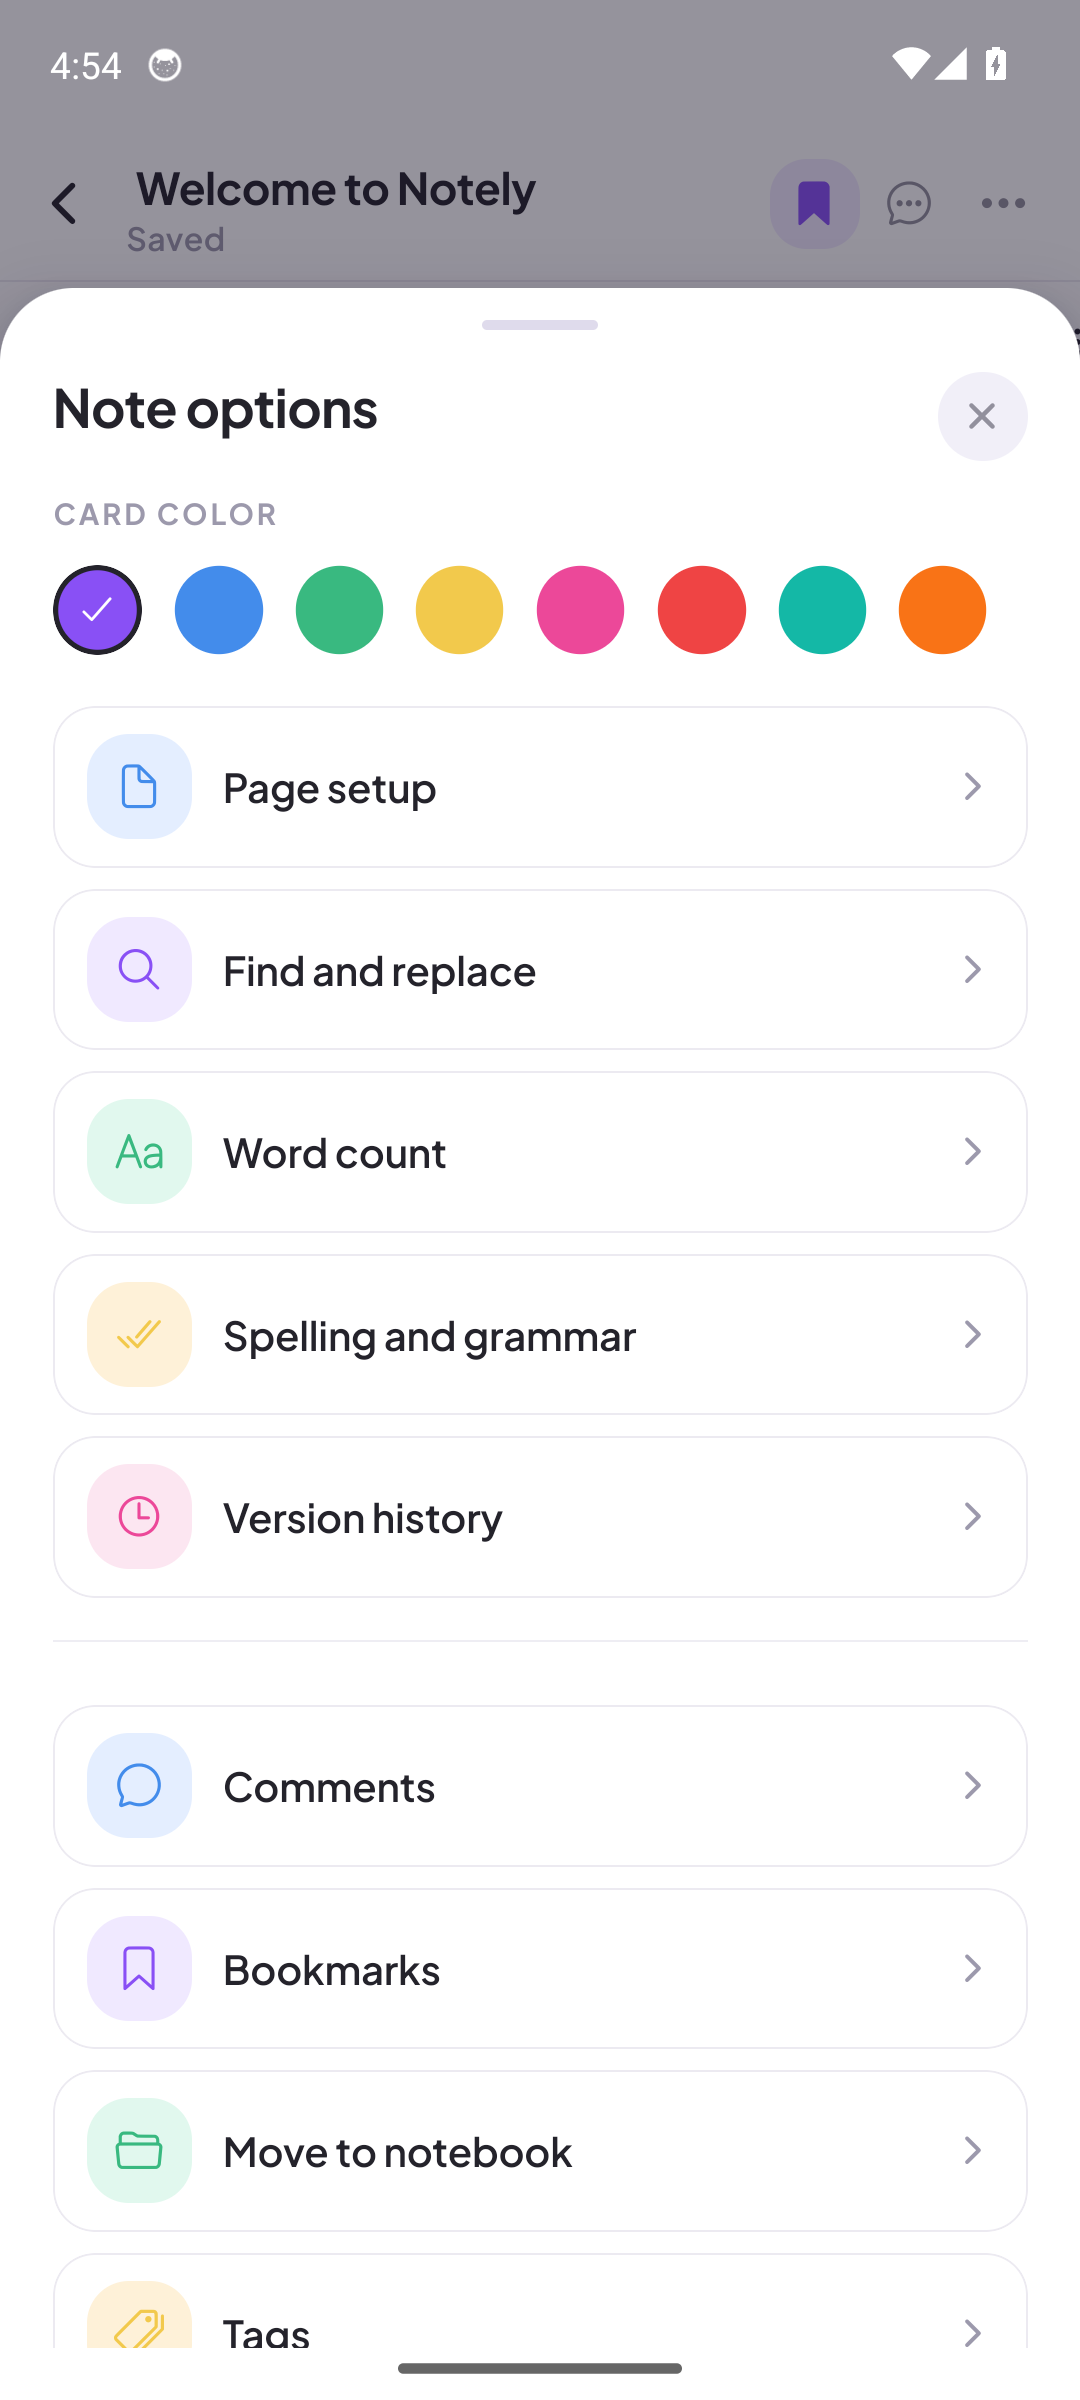 4:54
Welcome to Notely
Saved
Note options
CARD COLOR
Page setup
Find and replace
Aa
Word count
Spelling and grammar
Version history
Comments
Bookmarks
Move to notebook
Tags